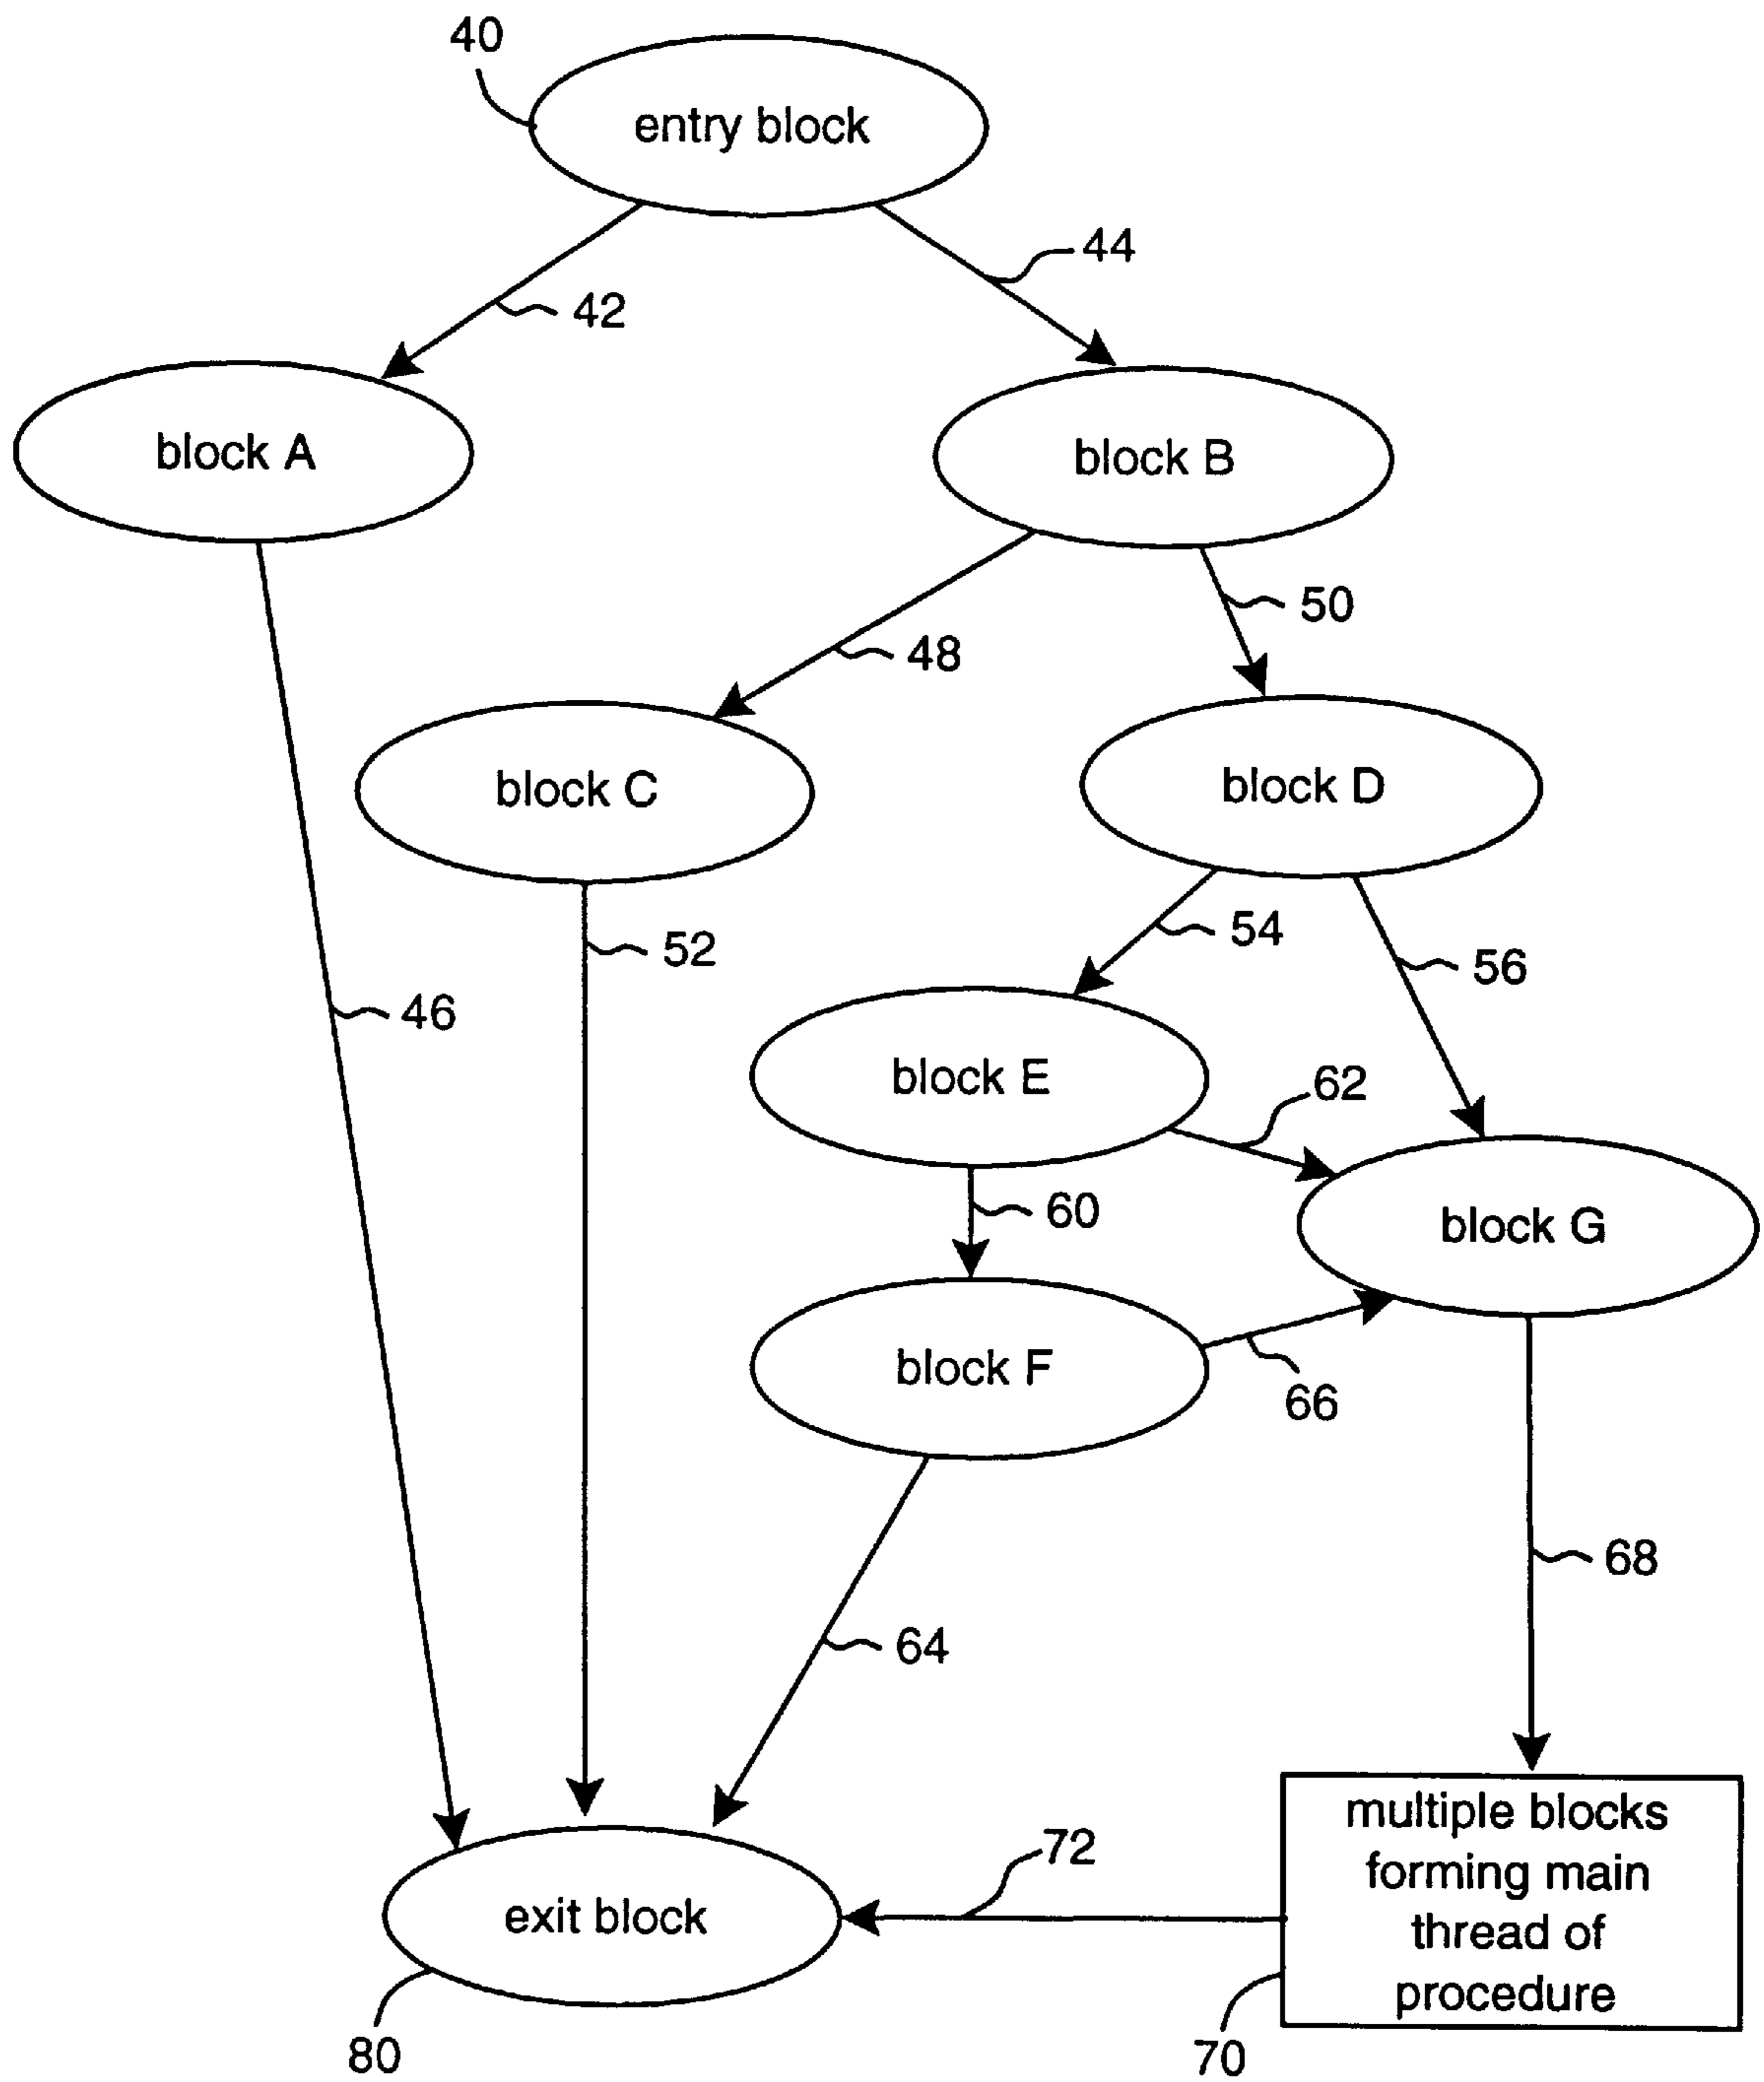 40
entry block
44
42
block A
block B
50
48
block C
block D
54
52
56
46
block E
62
60
block G
block F
66
68
64
multiple blocks
forming main
thread of
procedure
72
exit block
80
70